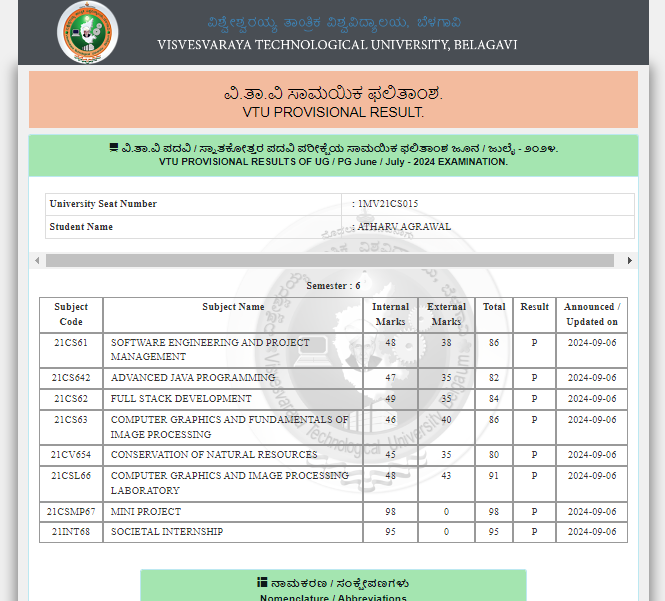 ವಿಶ್ವೇಶ್ವರಯ್ಯ ತಾಂತ್ರಿಕ ವಿಶ್ವವಿದ್ಯಾಲಯ, ಬೆಳಗಾವಿ
VISVESVARAYA TECHNOLOGICAL UNIVERSITY, BELAGAVI
ವಿ.ತಾ.ವಿ ಸಾಮಯಿಕ ಫಲಿತಾಂಶ.
VTU PROVISIONAL RESULT.
ವಿ.ತಾ.ವಿ ಪದವಿ / ಸ್ನಾತಕೋತ್ತರ ಪದವಿ ಪರೀಕ್ಷೆಯ ಸಾಮಯಿಕ ಫಲಿತಾಂಶ ಜೂನ / ಜುಲೈ - ೨೦೨೪.
VTU PROVISIONAL RESULTS OF UG / PG June / July - 2024 EXAMINATION.
University Seat Number : 1MV21CS015
Student Name : ATHARV AGRAWAL
Semester : 6
Subject Code Subject Name Internal Marks External Marks Total Result Announced / Updated on
21CS61 SOFTWARE ENGINEERING AND PROJECT MANAGEMENT 48 38 86 P 2024-09-06
21CS642 ADVANCED JAVA PROGRAMMING 47 35 82 P 2024-09-06
21CS62 FULL STACK DEVELOPMENT 49 35 84 P 2024-09-06
21CS63 COMPUTER GRAPHICS AND FUNDAMENTALS OF IMAGE PROCESSING 46 40 86 P 2024-09-06
21CV654 CONSERVATION OF NATURAL RESOURCES 45 35 80 P 2024-09-06
21CSL66 COMPUTER GRAPHICS AND IMAGE PROCESSING LABORATORY 48 43 91 P 2024-09-06
21CSMP67 MINI PROJECT 98 0 98 P 2024-09-06
21INT68 SOCIETAL INTERNSHIP 95 0 95 P 2024-09-06
ನಾಮಕರಣ / ಸಂಕ್ಷೇಪಣಗಳು
Nomenclature / Abbreviations